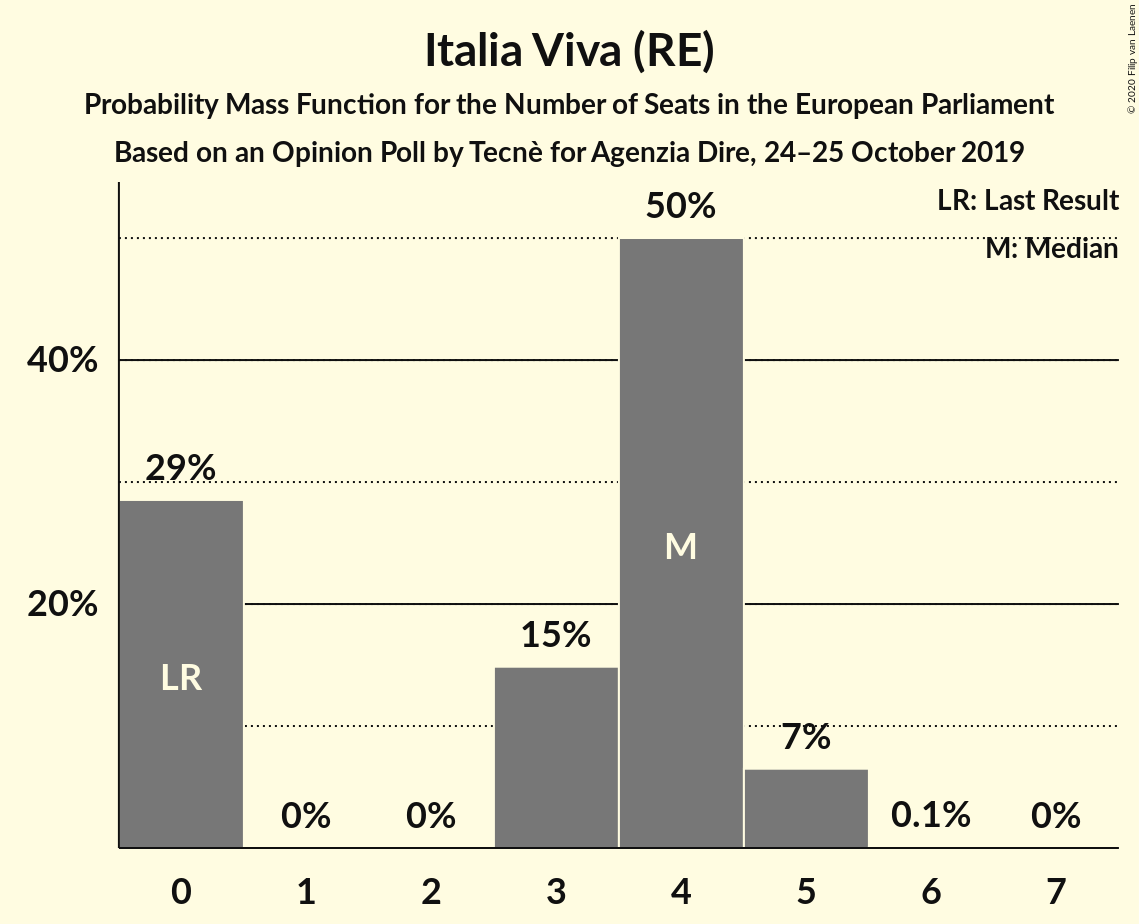 Italia Viva (RE)
Probability Mass Function for the Number of Seats in the European Parliament
Based on an Opinion Poll by Tecnè for Agenzia Dire, 24–25 October 2019
© 2020 Filip van Laenen
LR: Last Result
M: Median
50%
40%
29%
M
20%
15%
LR
7%
0%
0%
0.1%
0%
0 1 2 3 4 5 6 7